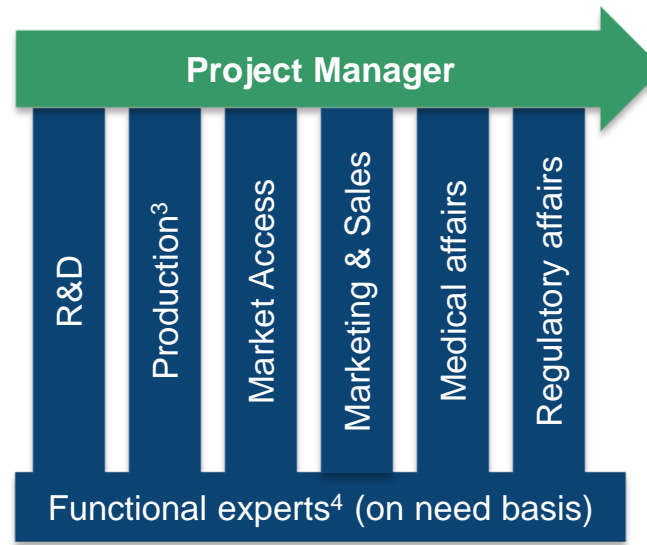 Project Manager
R&D
Production³
Market Access
Marketing & Sales
Medical affairs
Regulatory affairs
Functional experts⁴ (on need basis)